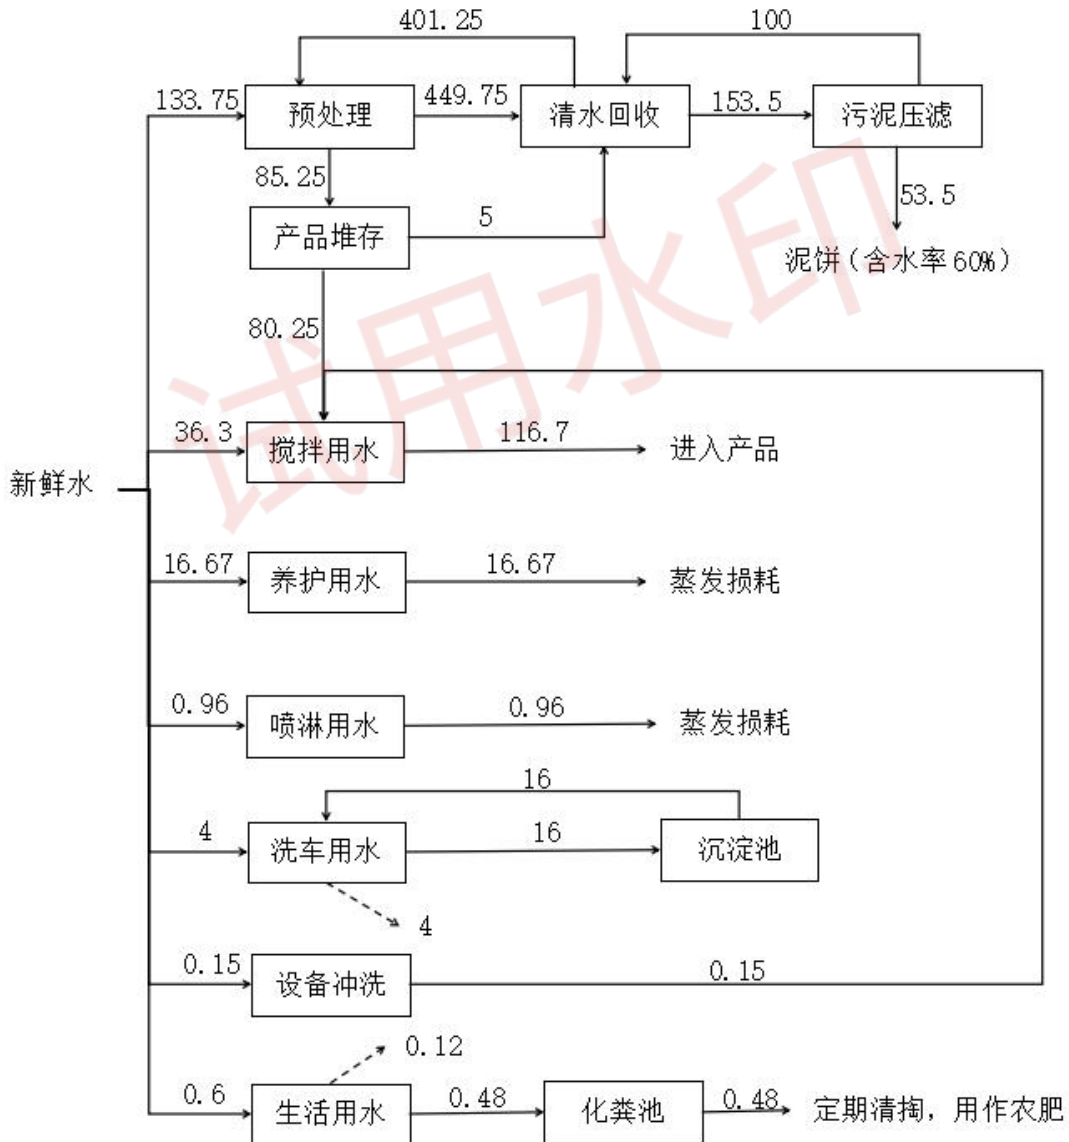 401.25
100
133.75
预处理
449.75
清水回收
153.5
污泥压滤
85.25
53.5
产品堆存
5
泥饼(含水率60%)
80.25
36.3
搅拌用水
116.7
进入产品
新鲜水
16.67
养护用水
16.67
蒸发损耗
0.96
喷淋用水
0.96
蒸发损耗
16
4
洗车用水
16
沉淀池
4
0.15
设备冲洗
0.15
0.12
0.6
生活用水
0.48
化粪池
0.48
定期清掏，用作农肥
试用水印